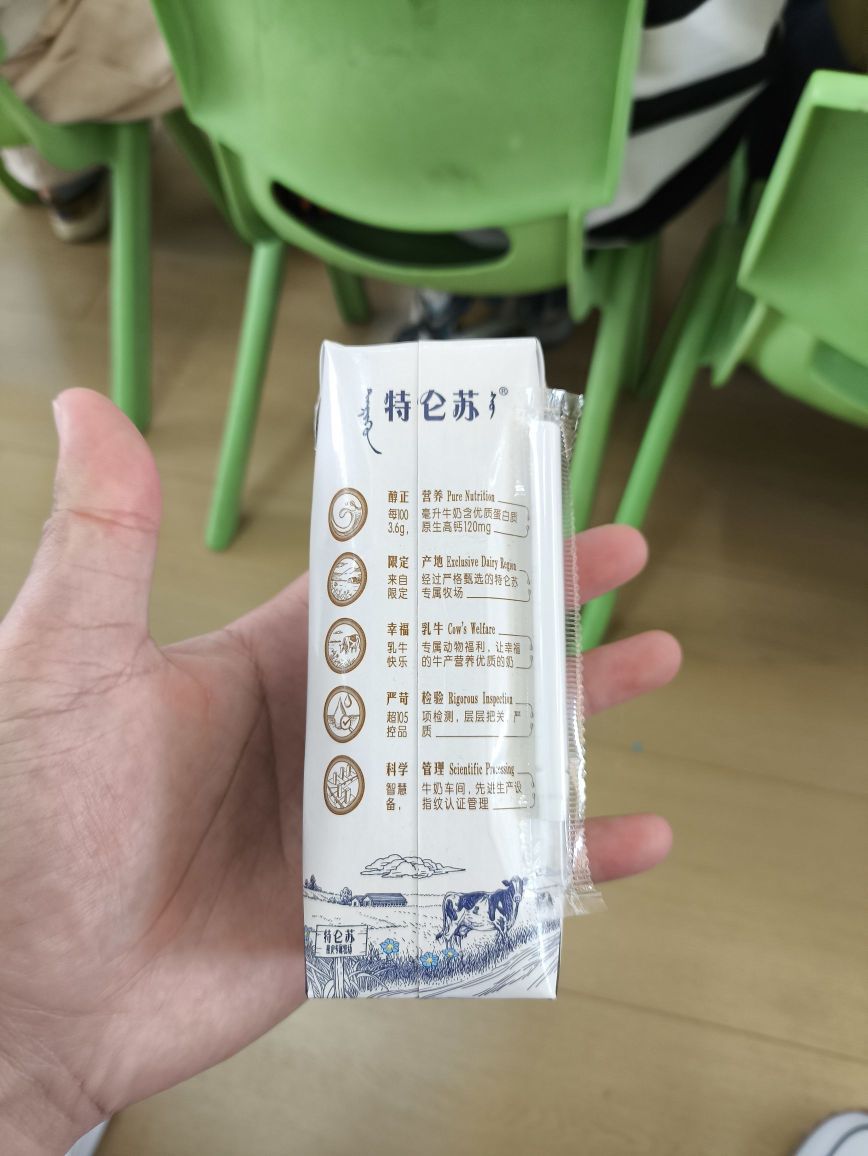 特仑苏®
醇正 营养 Pure Nutrition
每100 毫升牛奶含优质蛋白质
3.6g, 原生高钙120mg
限定 产地 Exclusive Dairy Region
来自 经过严格甄选的特仑苏
限定 专属牧场
幸福 乳牛 Cow's Welfare
乳牛 专属动物福利，让幸福
快乐 的牛产营养优质的奶
严苛 检验 Rigorous Inspection
超105 项检测，层层把关，严
控品 质
科学 管理 Scientific Processing
智慧 牛奶车间，先进生产设
备， 指纹认证管理
特仑苏